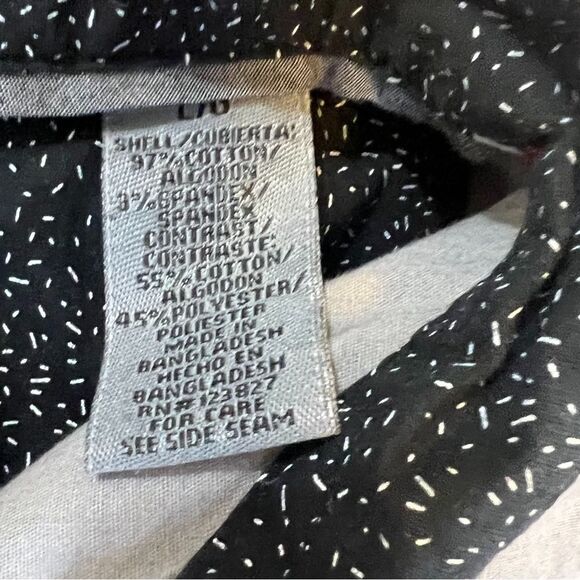 L/G
SHELL/CUBIERTA:
97% COTTON/
ALGODON
3% SPANDEX/
SPANDEX
CONTRAST/
CONTRASTE:
55% COTTON/
ALGODON
45% POLYESTER/
POLIESTER
MADE IN
BANGLADESH
HECHO EN
BANGLADESH
RN# 123827
FOR CARE
SEE SIDE SEAM